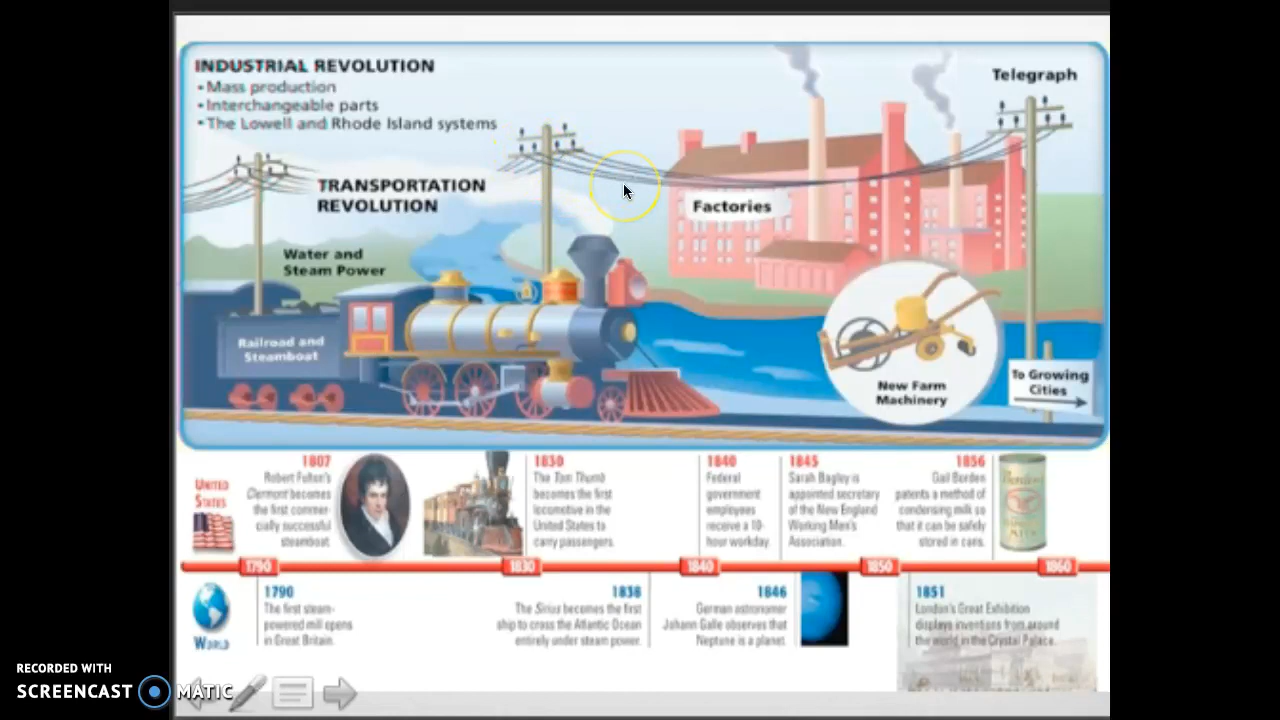 INDUSTRIAL REVOLUTION
• Mass production
• Interchangeable parts
• The Lowell and Rhode Island systems
Telegraph
TRANSPORTATION
REVOLUTION
Factories
Water and
Steam Power
Railroad and
Steamboat
New Farm
Machinery
To Growing
Cities
UNITED
STATES
1807
Robert Fulton's
Clermont becomes
the first commer-
cially successful
steamboat.
1830
The Tom Thumb
becomes the first
locomotive in the
United States to
carry passengers.
1840
Federal
government
employees
receive a 10-
hour workday.
1845
Sarah Bagley is
appointed secretary
of the New England
Working Men's
Association.
1856
Gail Borden
patents a method of
condensing milk so
that it can be safely
stored in cans.
1790
1830
1840
1850
1860
WORLD
1790
The first steam-
powered mill opens
in Great Britain.
1838
The Sirius becomes the first
ship to cross the Atlantic Ocean
entirely under steam power.
1846
German astronomer
Johann Galle observes that
Neptune is a planet.
1851
London's Great Exhibition
displays inventions from around
the world in the Crystal Palace.
RECORDED WITH
SCREENCAST MATIC